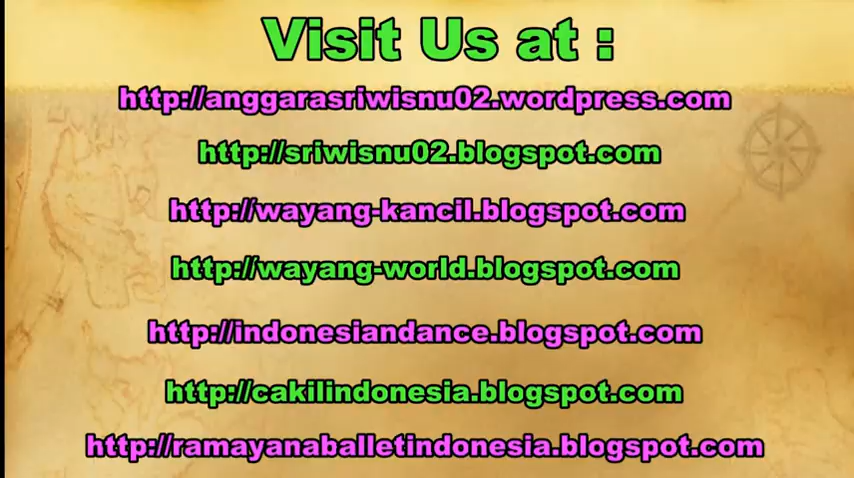 Visit Us at :
http://anggarasriwisnu02.wordpress.com
http://sriwisnu02.blogspot.com
http://wayang-kancil.blogspot.com
http://wayang-world.blogspot.com
http://indonesiandance.blogspot.com
http://cakilindonesia.blogspot.com
http://ramayanaballetindonesia.blogspot.com